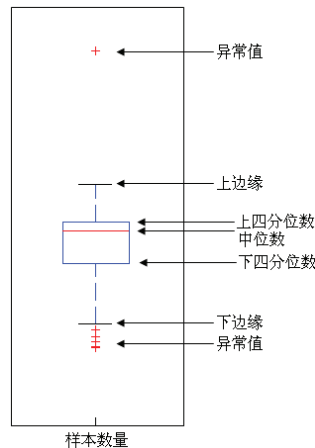 异常值
上边缘
上四分位数
中位数
下四分位数
下边缘
异常值
样本数量